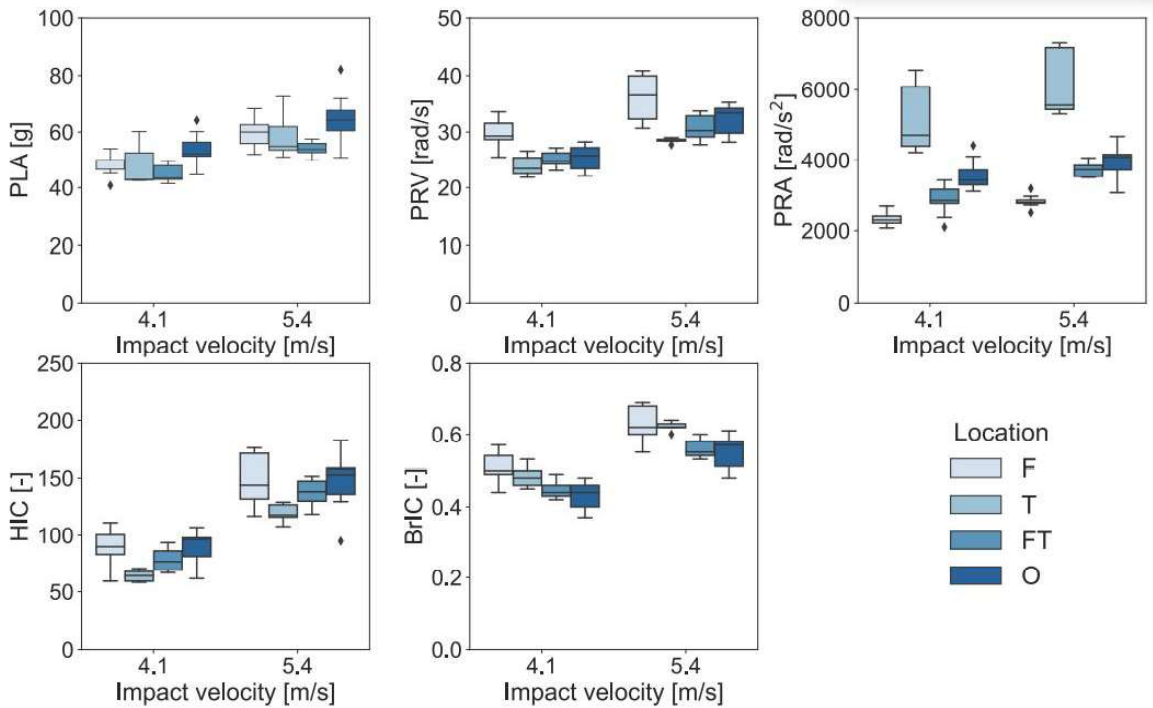 100
80
60
40
20
0
PLA [g]
4.1
5.4
Impact velocity [m/s]
50
40
30
20
10
0
PRV [rad/s]
4.1
5.4
Impact velocity [m/s]
8000
6000
4000
2000
0
PRA [rad/s²]
4.1
5.4
Impact velocity [m/s]
250
200
150
100
50
0
HIC [-]
4.1
5.4
Impact velocity [m/s]
0.8
0.6
0.4
0.2
0.0
BrIC [-]
4.1
5.4
Impact velocity [m/s]
Location
F
T
FT
O